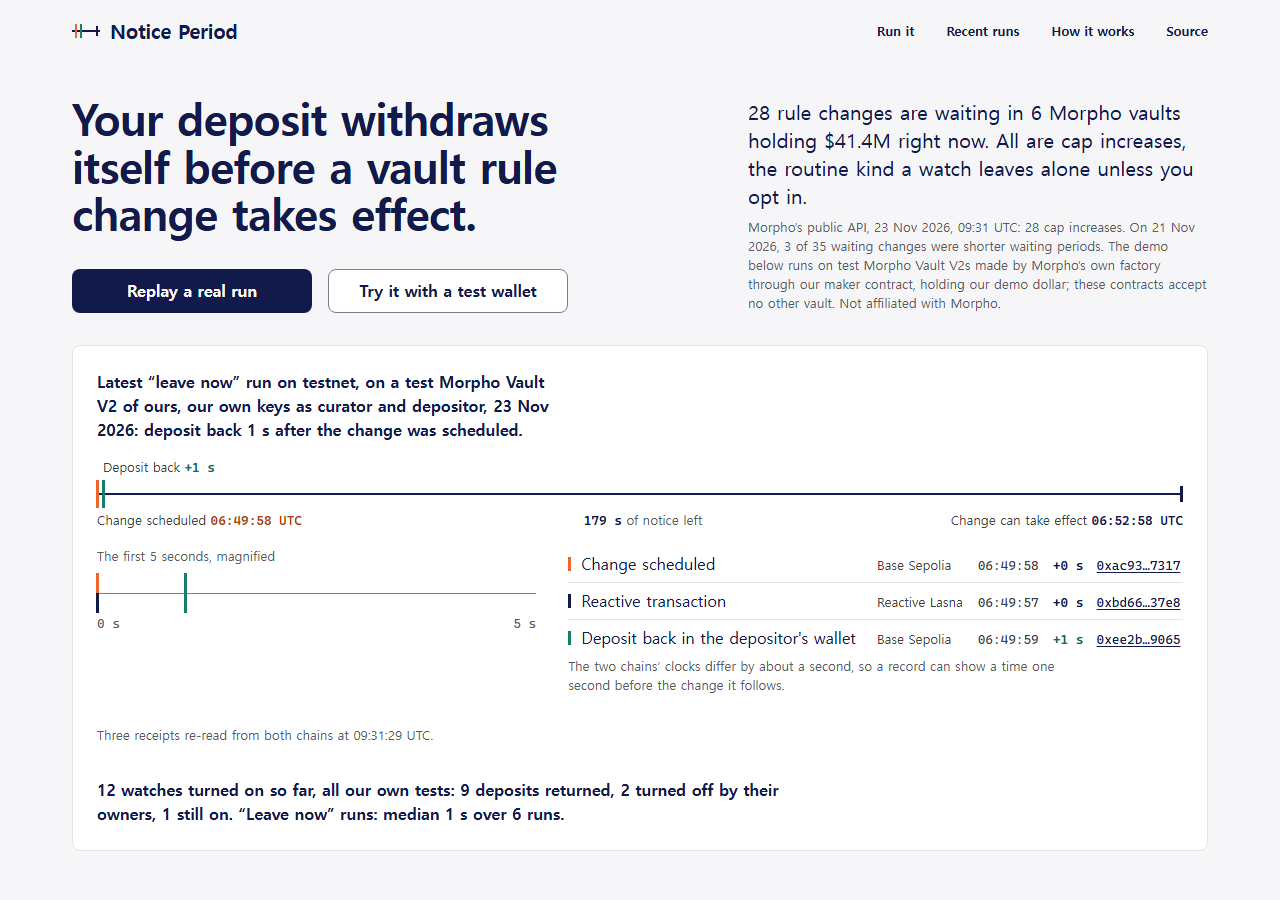 Notice Period
Run it
Recent runs
How it works
Source
Your deposit withdraws
itself before a vault rule
change takes effect.
Replay a real run
Try it with a test wallet
28 rule changes are waiting in 6 Morpho vaults
holding $41.4M right now. All are cap increases,
the routine kind a watch leaves alone unless you
opt in.
Morpho's public API, 23 Nov 2026, 09:31 UTC: 28 cap increases. On 21 Nov
2026, 3 of 35 waiting changes were shorter waiting periods. The demo
below runs on test Morpho Vault V2s made by Morpho's own factory
through our maker contract, holding our demo dollar; these contracts accept
no other vault. Not affiliated with Morpho.
Latest “leave now” run on testnet, on a test Morpho Vault
V2 of ours, our own keys as curator and depositor, 23 Nov
2026: deposit back 1 s after the change was scheduled.
Deposit back +1 s
Change scheduled 06:49:58 UTC
179 s of notice left
Change can take effect 06:52:58 UTC
The first 5 seconds, magnified
0 s
5 s
Change scheduled Base Sepolia 06:49:58 +0 s 0xac93…7317
Reactive transaction Reactive Lasna 06:49:57 +0 s 0xbd66…37e8
Deposit back in the depositor's wallet Base Sepolia 06:49:59 +1 s 0xee2b…9065
The two chains' clocks differ by about a second, so a record can show a time one
second before the change it follows.
Three receipts re-read from both chains at 09:31:29 UTC.
12 watches turned on so far, all our own tests: 9 deposits returned, 2 turned off by their
owners, 1 still on. “Leave now” runs: median 1 s over 6 runs.